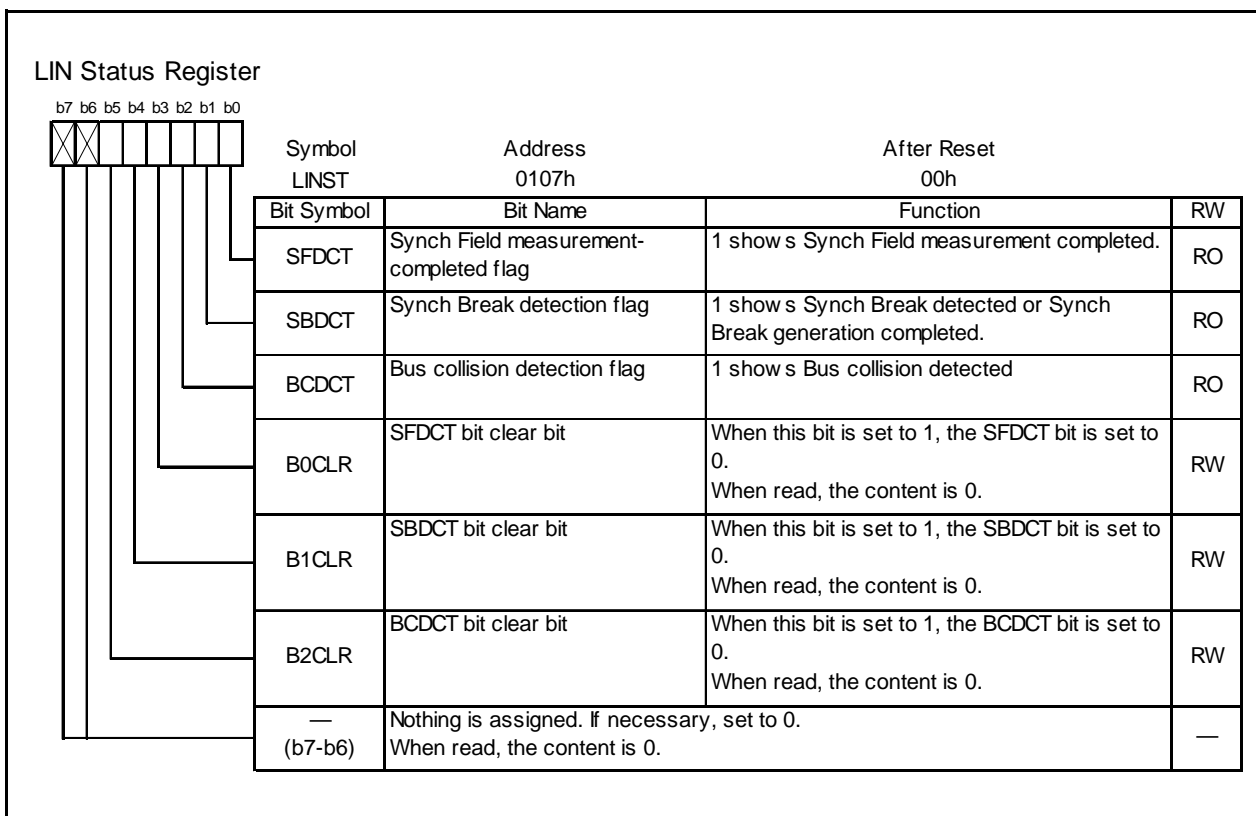 LIN Status Register
b7 b6 b5 b4 b3 b2 b1 b0
Symbol Address After Reset
LINST 0107h 00h
Bit Symbol Bit Name Function RW
SFDCT Synch Field measurement- 1 shows Synch Field measurement completed. RO
completed flag
SBDCT Synch Break detection flag 1 shows Synch Break detected or Synch RO
Break generation completed.
BCDCT Bus collision detection flag 1 shows Bus collision detected RO
B0CLR SFDCT bit clear bit When this bit is set to 1, the SFDCT bit is set to RW
0.
When read, the content is 0.
B1CLR SBDCT bit clear bit When this bit is set to 1, the SBDCT bit is set to RW
0.
When read, the content is 0.
B2CLR BCDCT bit clear bit When this bit is set to 1, the BCDCT bit is set to RW
0.
When read, the content is 0.
— Nothing is assigned. If necessary, set to 0. —
(b7-b6) When read, the content is 0.